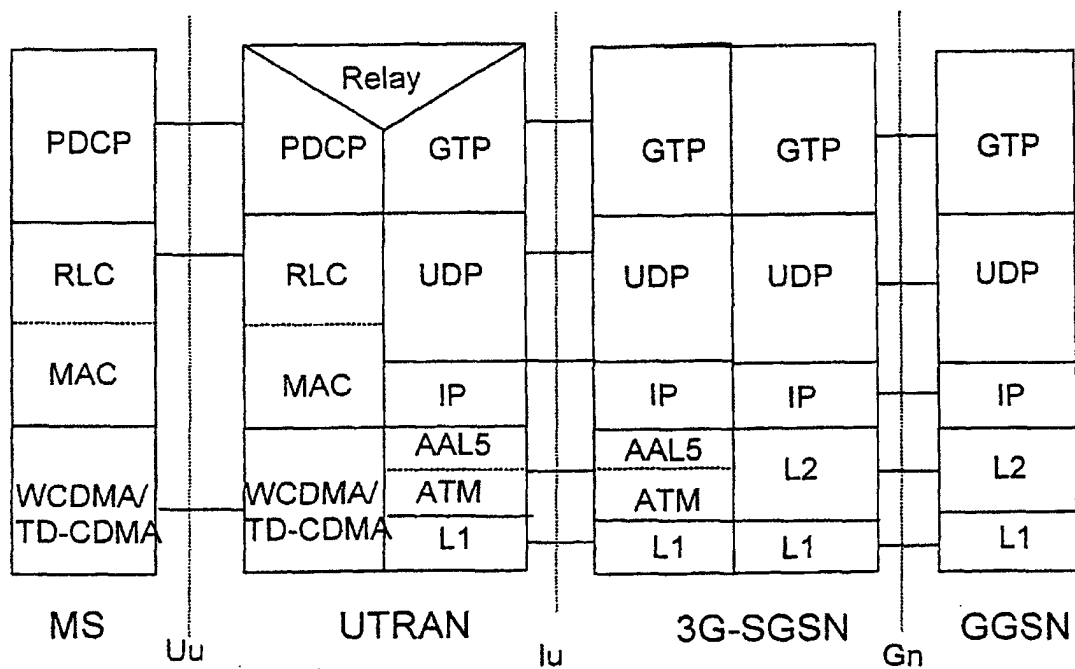 Relay
PDCP
PDCP
GTP
GTP
GTP
GTP
RLC
RLC
UDP
UDP
UDP
UDP
MAC
MAC
IP
IP
IP
IP
WCDMA/
TD-CDMA
WCDMA/
TD-CDMA
AAL5
ATM
L1
AAL5
ATM
L1
L2
L1
L2
L1
MS
UTRAN
3G-SGSN
GGSN
Uu
Iu
Gn